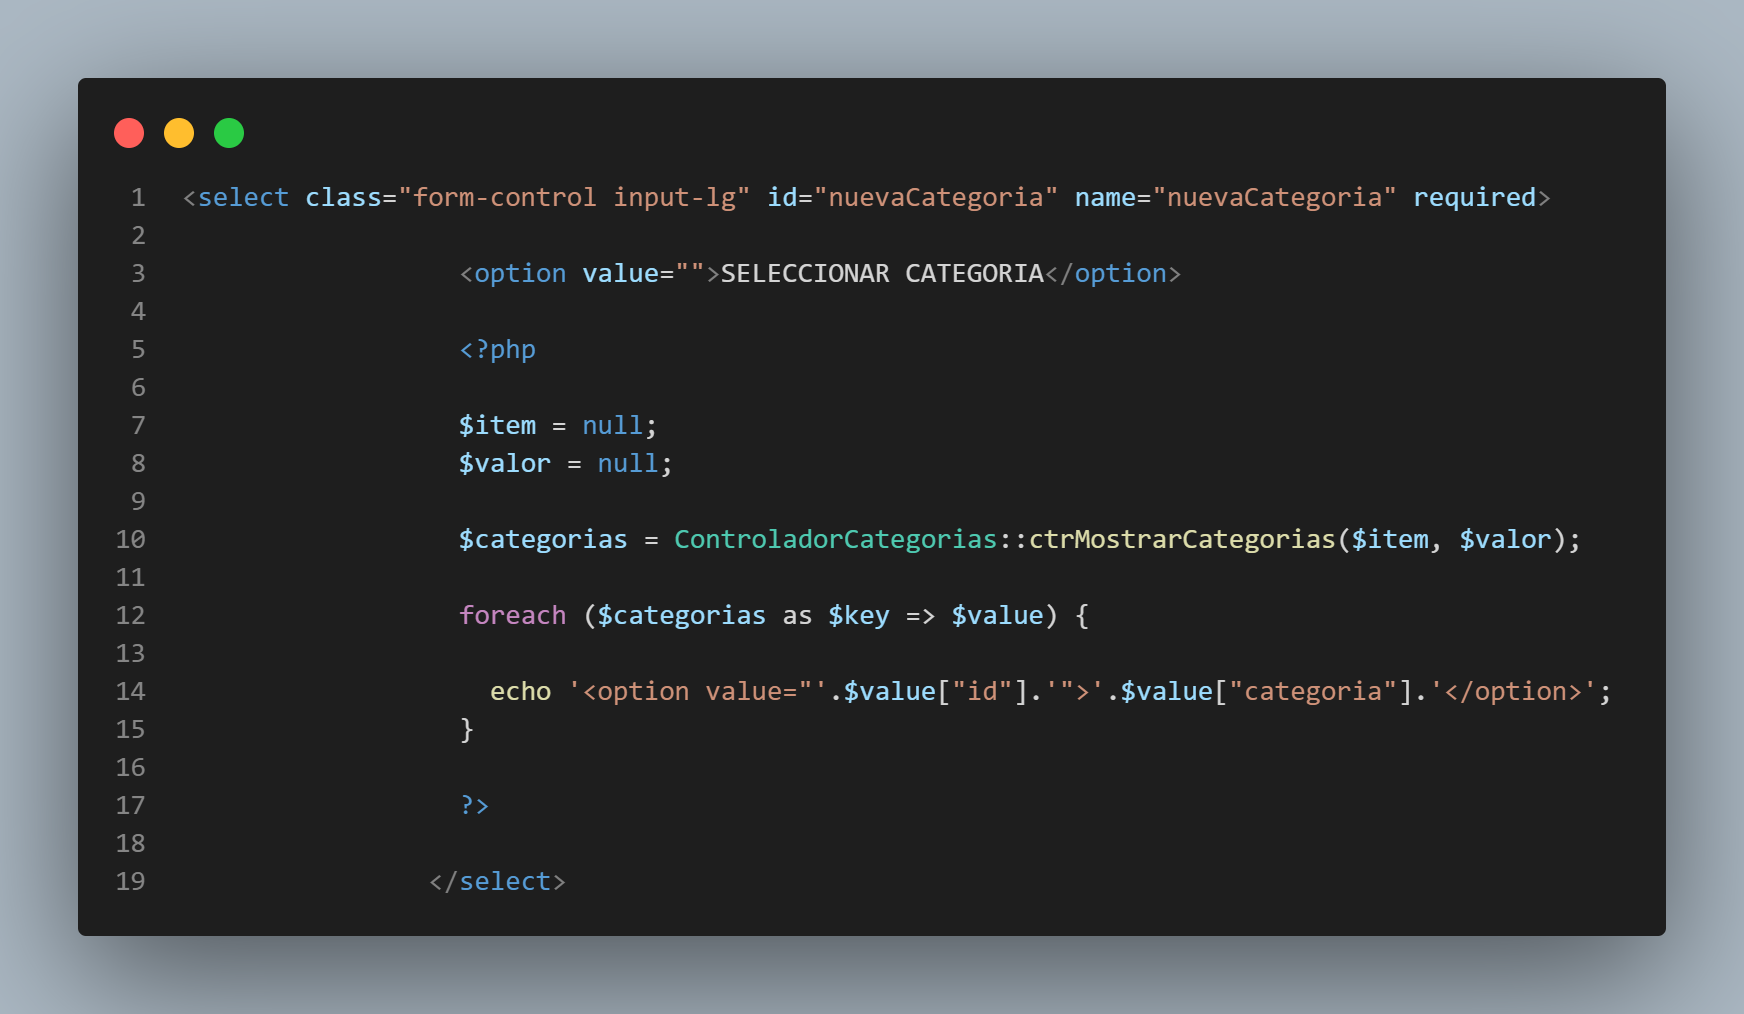 1 <select class="form-control input-lg" id="nuevaCategoria" name="nuevaCategoria" required>
2
3 <option value="">SELECCIONAR CATEGORIA</option>
4
5 <?php
6
7 $item = null;
8 $valor = null;
9
10 $categorias = ControladorCategorias::ctrMostrarCategorias($item, $valor);
11
12 foreach ($categorias as $key => $value) {
13
14 echo '<option value="'.$value["id"].'">'.$value["categoria"].'</option>';
15 }
16
17 ?>
18
19 </select>